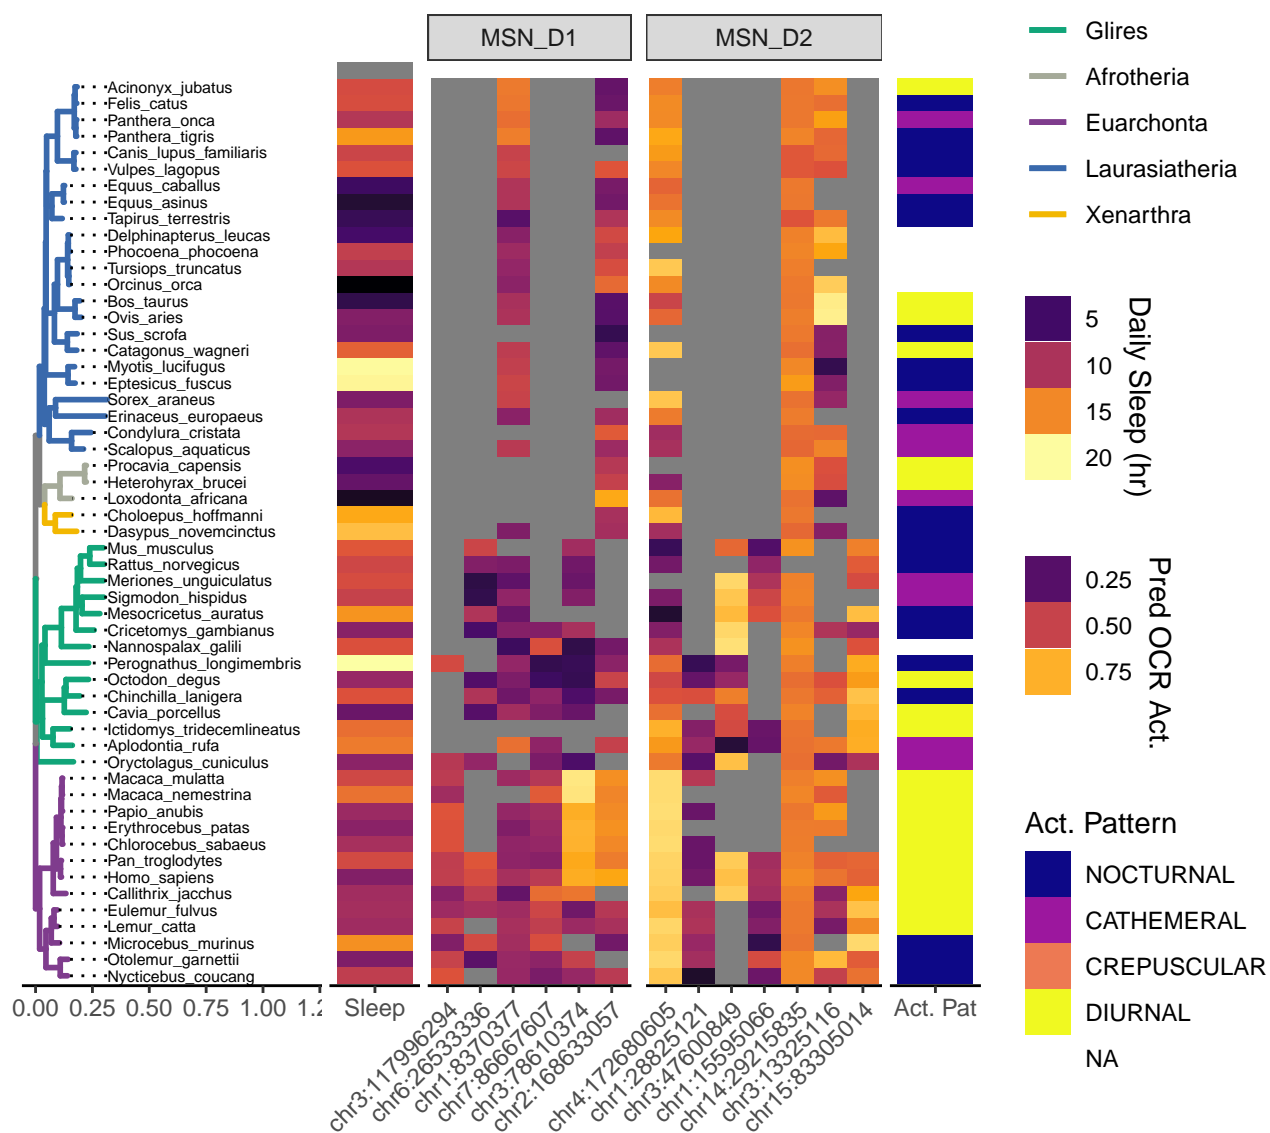 MSN_D1
MSN_D2
Glires
Afrotheria
Euarchonta
Laurasiatheria
Xenarthra
Acinonyx_jubatus
Felis_catus
Panthera_onca
Panthera_tigris
Canis_lupus_familiaris
Vulpes_lagopus
Equus_caballus
Equus_asinus
Tapirus_terrestris
Delphinapterus_leucas
Phocoena_phocoena
Tursiops_truncatus
Orcinus_orca
Bos_taurus
Ovis_aries
Sus_scrofa
Catagonus_wagneri
Myotis_lucifugus
Eptesicus_fuscus
Sorex_araneus
Erinaceus_europaeus
Condylura_cristata
Scalopus_aquaticus
Procavia_capensis
Heterohyrax_brucei
Loxodonta_africana
Choloepus_hoffmanni
Dasypus_novemcinctus
Mus_musculus
Rattus_norvegicus
Meriones_unguiculatus
Sigmodon_hispidus
Mesocricetus_auratus
Cricetomys_gambianus
Nannospalax_galili
Perognathus_longimembris
Octodon_degus
Chinchilla_lanigera
Cavia_porcellus
Ictidomys_tridecemlineatus
Aplodontia_rufa
Oryctolagus_cuniculus
Macaca_mulatta
Macaca_nemestrina
Papio_anubis
Erythrocebus_patas
Chlorocebus_sabaeus
Pan_troglodytes
Homo_sapiens
Callithrix_jacchus
Eulemur_fulvus
Lemur_catta
Microcebus_murinus
Otolemur_garnettii
Nycticebus_coucang
0.00 0.25 0.50 0.75 1.00 1.2
Sleep
chr3:117996294
chr6:26533336
chr1:8370377
chr7:86667607
chr3:78610374
chr2:168633057
chr4:172680605
chr1:28825121
chr3:47600849
chr1:15595066
chr14:29215835
chr3:13325116
chr15:83305014
Act. Pat
Daily Sleep (hr)
5
10
15
20
Pred OCR Act.
0.25
0.50
0.75
Act. Pattern
NOCTURNAL
CATHEMERAL
CREPUSCULAR
DIURNAL
NA